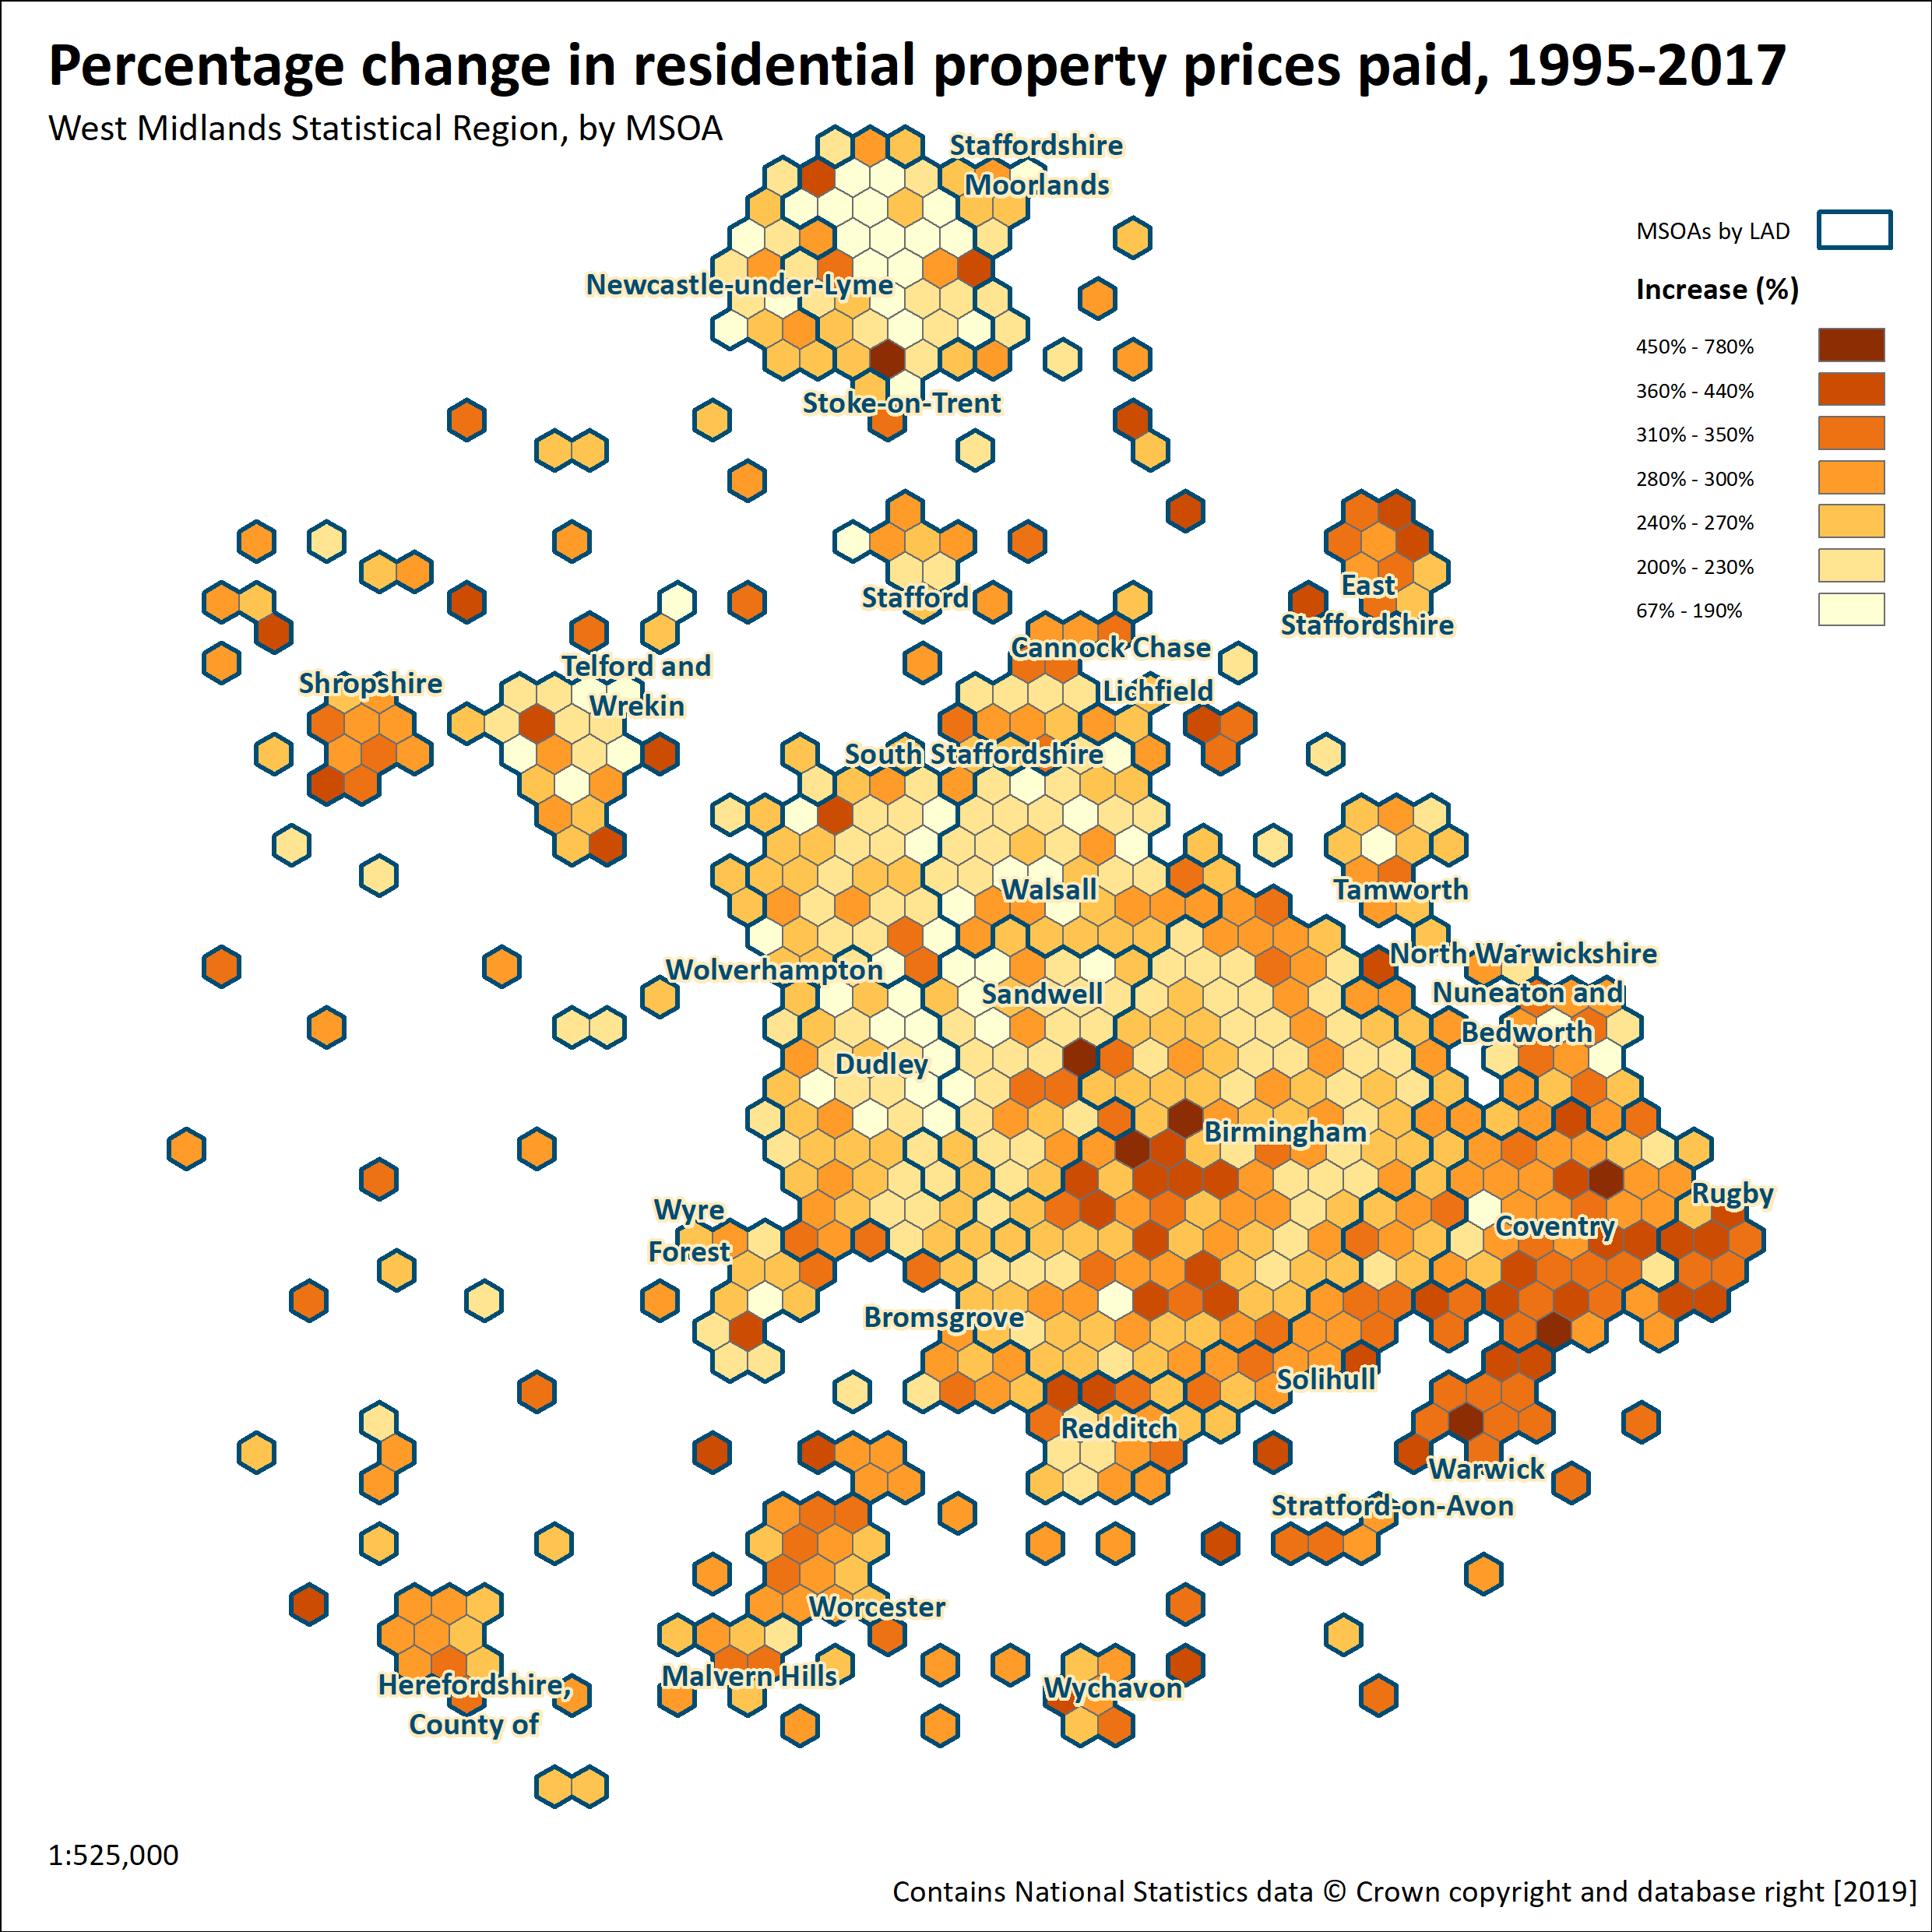 Percentage change in residential property prices paid, 1995-2017
West Midlands Statistical Region, by MSOA
Staffordshire
Moorlands
MSOAs by LAD
Newcastle-under-Lyme
Increase (%)
450% - 780%
360% - 440%
310% - 350%
280% - 300%
240% - 270%
200% - 230%
67% - 190%
Stoke-on-Trent
Stafford
East
Staffordshire
Cannock Chase
Telford and
Wrekin
Shropshire
Lichfield
South Staffordshire
Walsall
Tamworth
Wolverhampton
North Warwickshire
Sandwell
Nuneaton and
Bedworth
Dudley
Birmingham
Rugby
Wyre
Forest
Coventry
Bromsgrove
Solihull
Redditch
Warwick
Stratford-on-Avon
Worcester
Malvern Hills
Herefordshire,
County of
Wychavon
1:525,000
Contains National Statistics data © Crown copyright and database right [2019]